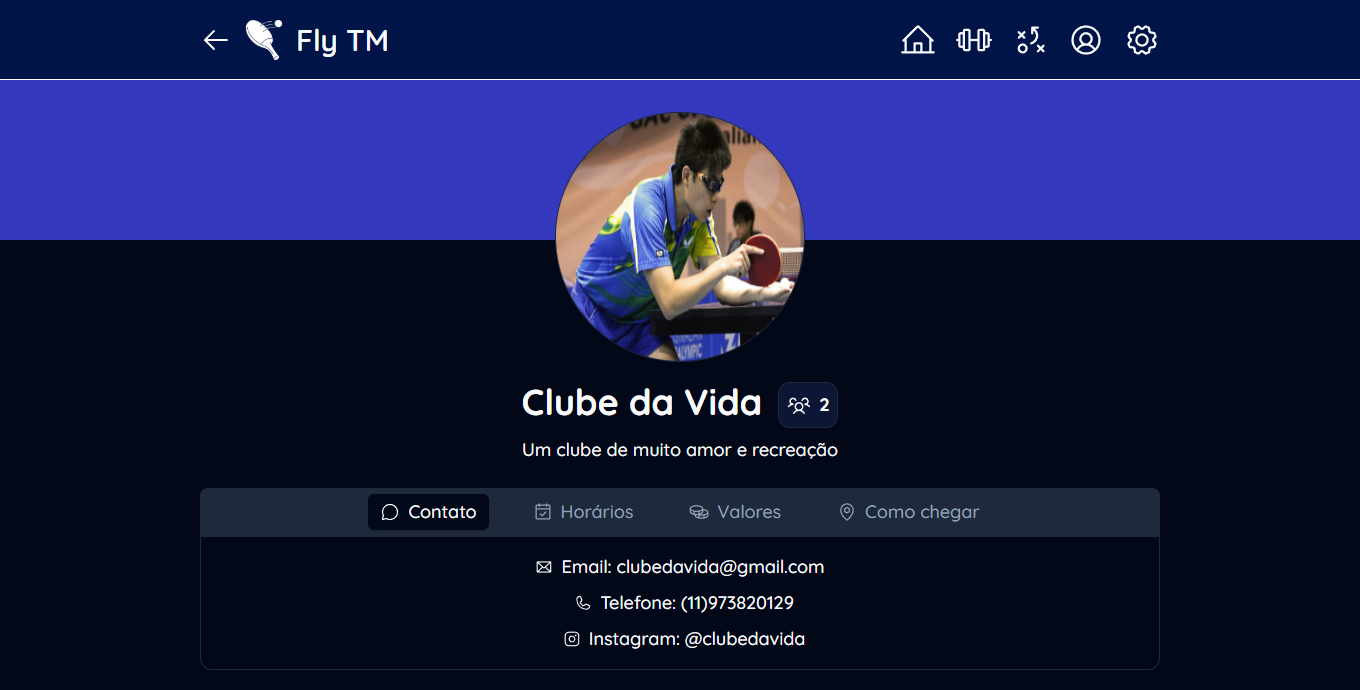 Fly TM
Clube da Vida 2
Um clube de muito amor e recreação
Contato Horários Valores Como chegar
Email: clubedavida@gmail.com
Telefone: (11)973820129
Instagram: @clubedavida